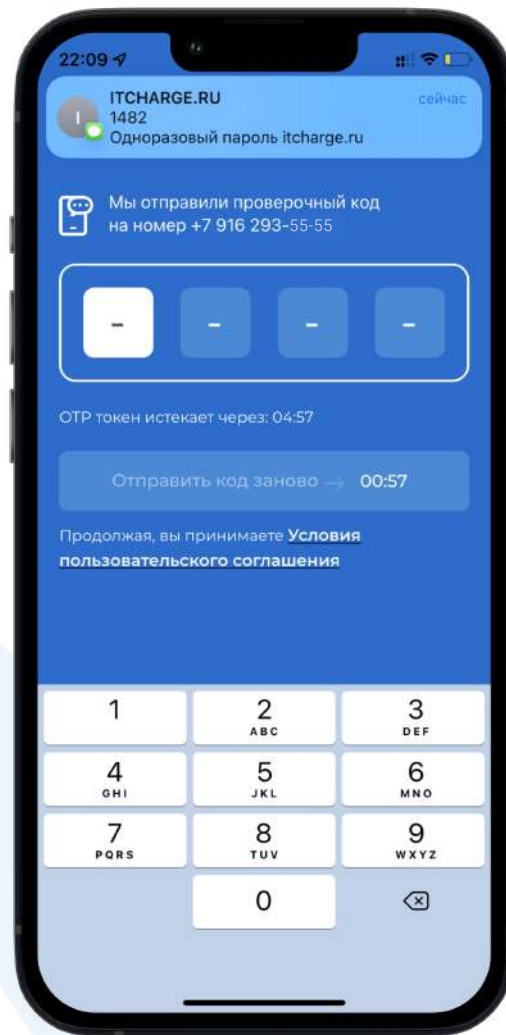 22:09
ITCHARGE.RU
сейчас
1482
Одноразовый пароль itcharge.ru
Мы отправили проверочный код
на номер +7 916 293-55-55
– – – –
ОТР токен истекает через: 04:57
Отправить код заново → 00:57
Продолжая, вы принимаете Условия
пользовательского соглашения
1 2 3
ABC DEF
4 5 6
GHI JKL MNO
7 8 9
PQRS TUV WXYZ
0